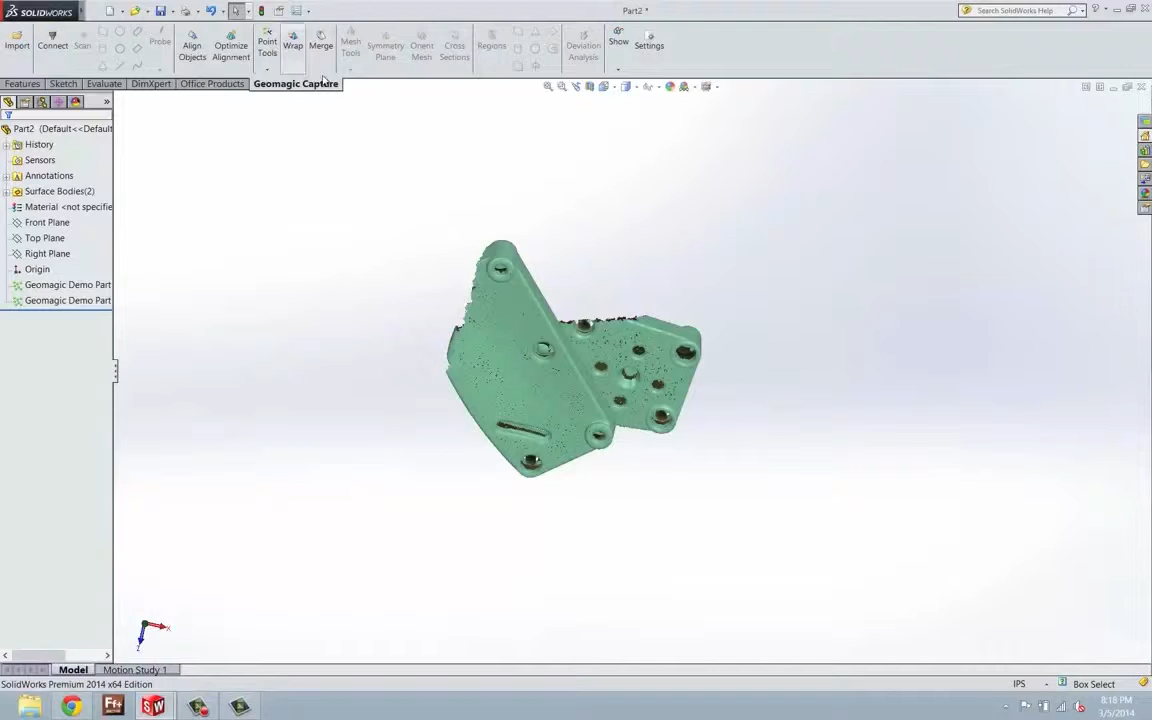 SOLIDWORKS
Part2 *
Search SolidWorks Help
Import
Connect
Scan
Probe
Align Objects
Optimize Alignment
Point Tools
Wrap
Merge
Mesh Tools
Symmetry Plane
Orient Mesh
Cross Sections
Regions
Deviation Analysis
Show
Settings
Features
Sketch
Evaluate
DimXpert
Office Products
Geomagic Capture
Part2 (Default<<Default
History
Sensors
Annotations
Surface Bodies(2)
Material <not specifie
Front Plane
Top Plane
Right Plane
Origin
Geomagic Demo Part
Geomagic Demo Part
X
Z
Model
Motion Study 1
SolidWorks Premium 2014 x64 Edition
IPS
Box Select
8:18 PM
3/5/2014